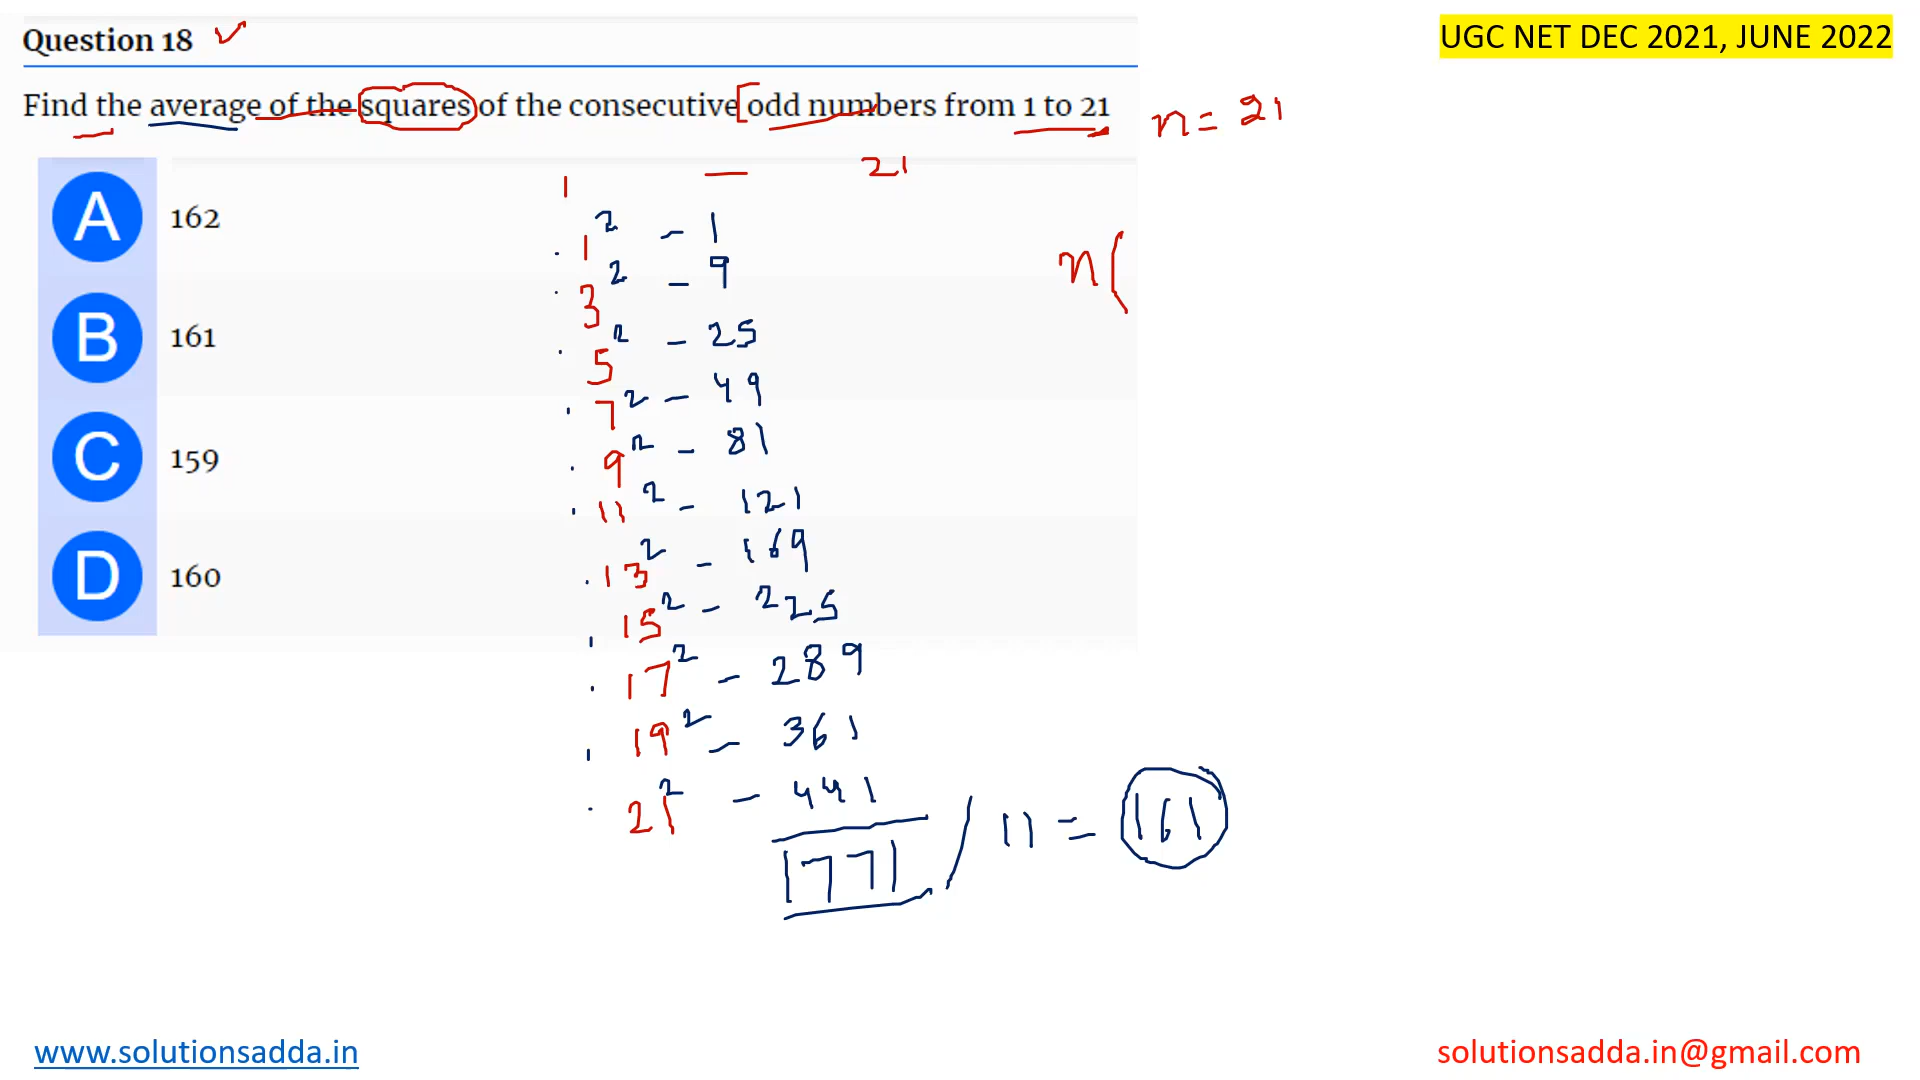 Question 18
UGC NET DEC 2021, JUNE 2022
Find the average of the squares of the consecutive odd numbers from 1 to 21
n = 21
1 — 21
A 162
B 161
C 159
D 160
1² - 1
n(
3² - 9
5² - 25
7² - 49
9² - 81
11² - 121
13² - 169
15² - 225
17² - 289
19² - 361
21² - 441
1771 / 11 = 161
www.solutionsadda.in
solutionsadda.in@gmail.com